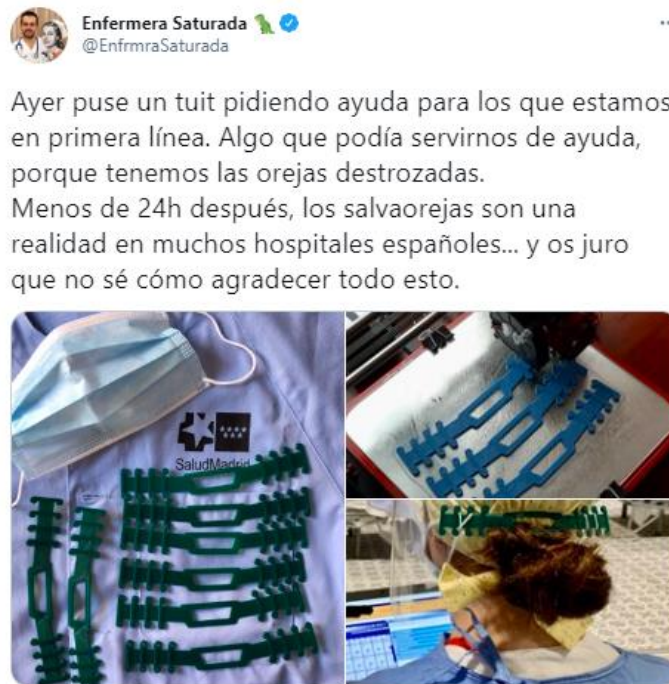 Enfermera Saturada
@EnfrmraSaturada
Ayer puse un tuit pidiendo ayuda para los que estamos
en primera línea. Algo que podía servirnos de ayuda,
porque tenemos las orejas destrozadas.
Menos de 24h después, los salvaorejas son una
realidad en muchos hospitales españoles... y os juro
que no sé cómo agradecer todo esto.
SaludMadrid